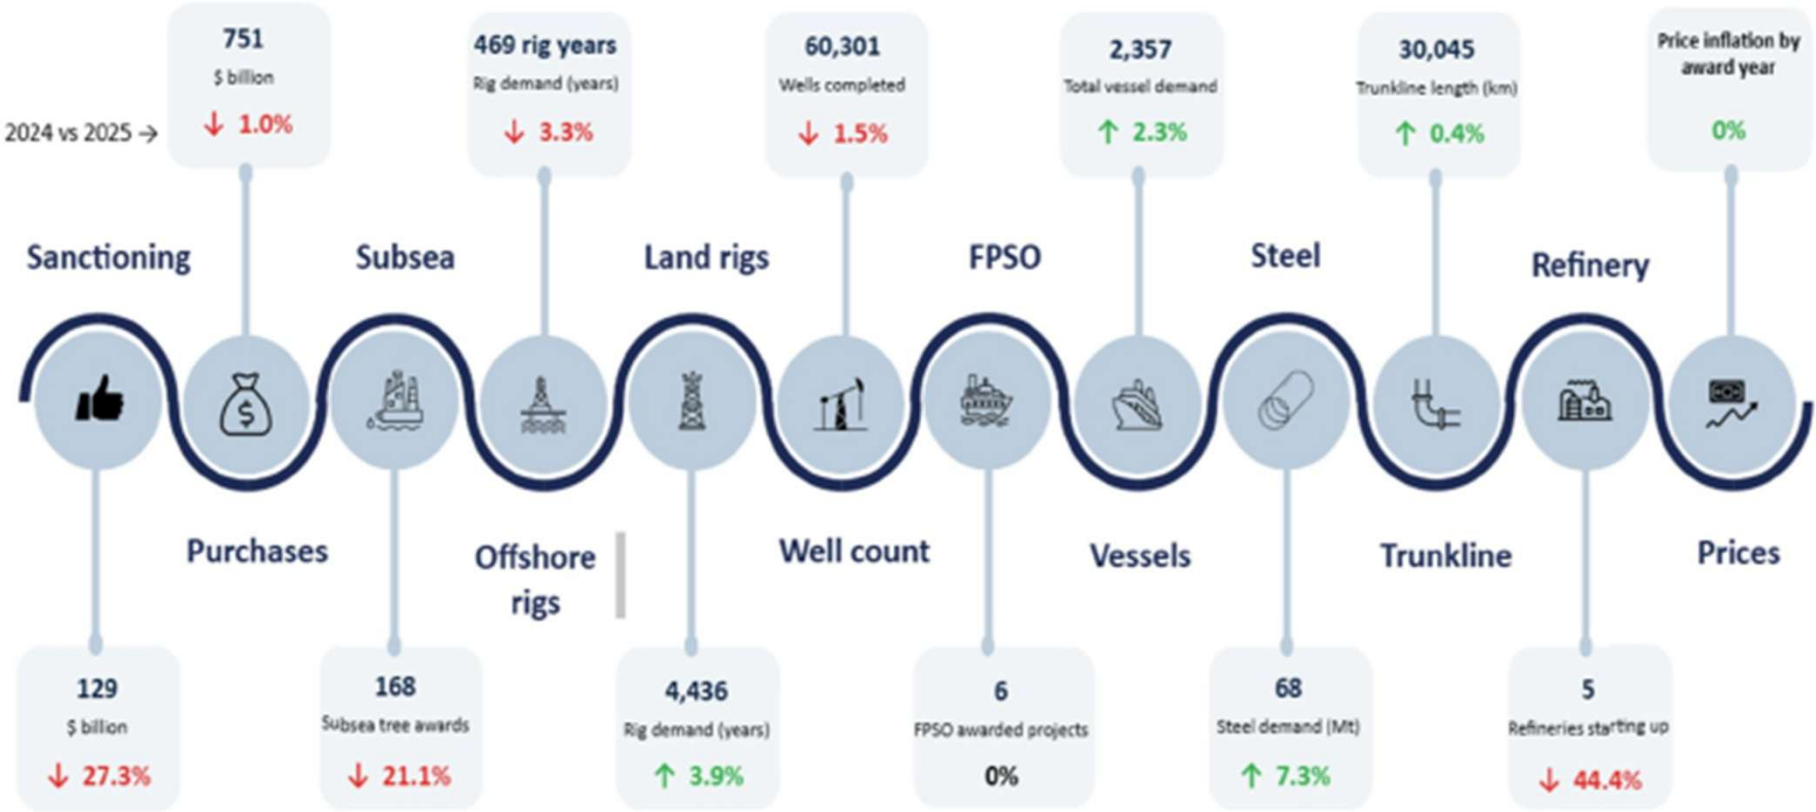 751
$ billion
↓ 1.0%
469 rig years
Rig demand (years)
↓ 3.3%
60,301
Wells completed
↓ 1.5%
2,357
Total vessel demand
↑ 2.3%
30,045
Trunkline length (km)
↑ 0.4%
Price inflation by
award year
0%
2024 vs 2025 →
Sanctioning
Subsea
Land rigs
FPSO
Steel
Refinery
$
Purchases
Offshore
rigs
Well count
Vessels
Trunkline
Prices
129
$ billion
↓ 27.3%
168
Subsea tree awards
↓ 21.1%
4,436
Rig demand (years)
↑ 3.9%
6
FPSO awarded projects
0%
68
Steel demand (Mt)
↑ 7.3%
5
Refineries starting up
↓ 44.4%